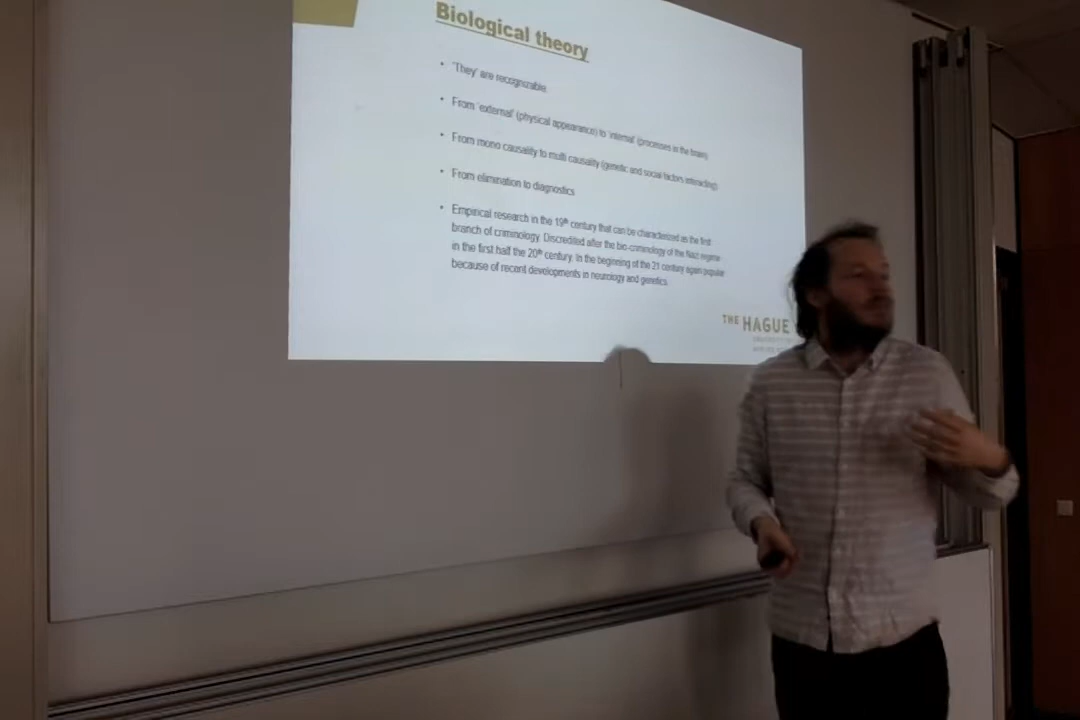 Biological theory
• 'They' are recognizable.
• From 'external' (physical appearance) to 'internal' (processes in the brain)
• From mono causality to multi causality (genetic and social factors interacting)
• From elimination to diagnostics
• Empirical research in the 19th century that can be characterized as the first
branch of criminology. Discredited after the bio-criminology of the Nazi regime
in the first half the 20th century. In the beginning of the 21 century again popular
because of recent developments in neurology and genetics.
THE HAGUE